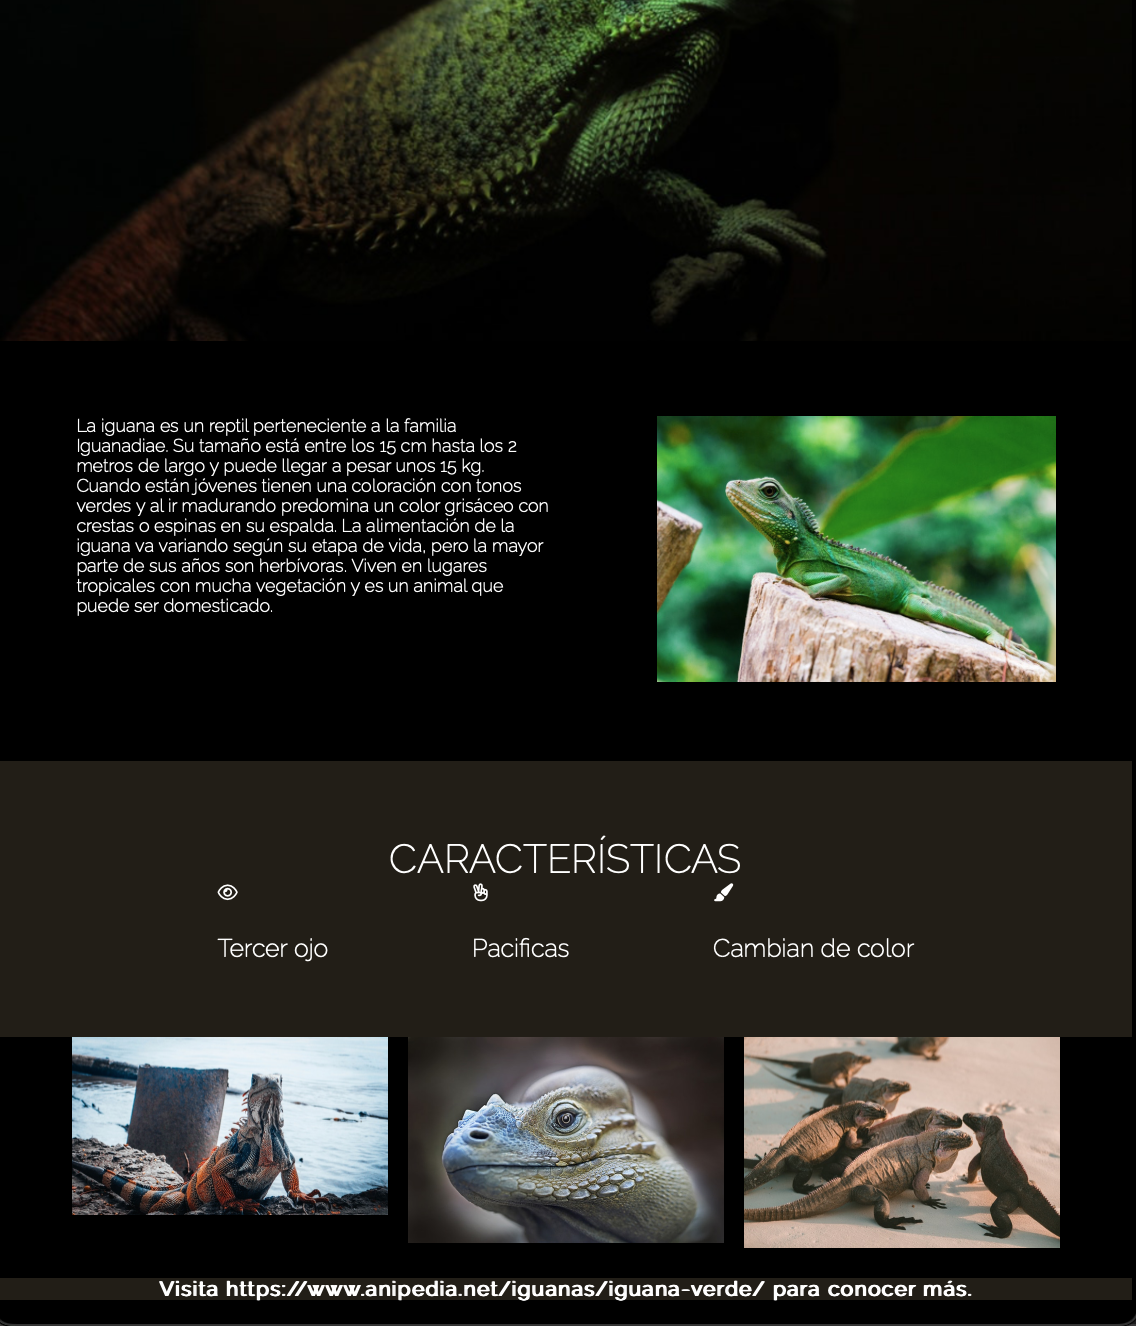 La iguana es un reptil perteneciente a la familia
Iguanadiae. Su tamaño está entre los 15 cm hasta los 2
metros de largo y puede llegar a pesar unos 15 kg.
Cuando están jóvenes tienen una coloración con tonos
verdes y al ir madurando predomina un color grisáceo con
crestas o espinas en su espalda. La alimentación de la
iguana va variando según su etapa de vida, pero la mayor
parte de sus años son herbívoras. Viven en lugares
tropicales con mucha vegetación y es un animal que
puede ser domesticado.
CARACTERÍSTICAS
Tercer ojo
Pacificas
Cambian de color
Visita https://www.anipedia.net/iguanas/iguana-verde/ para conocer más.